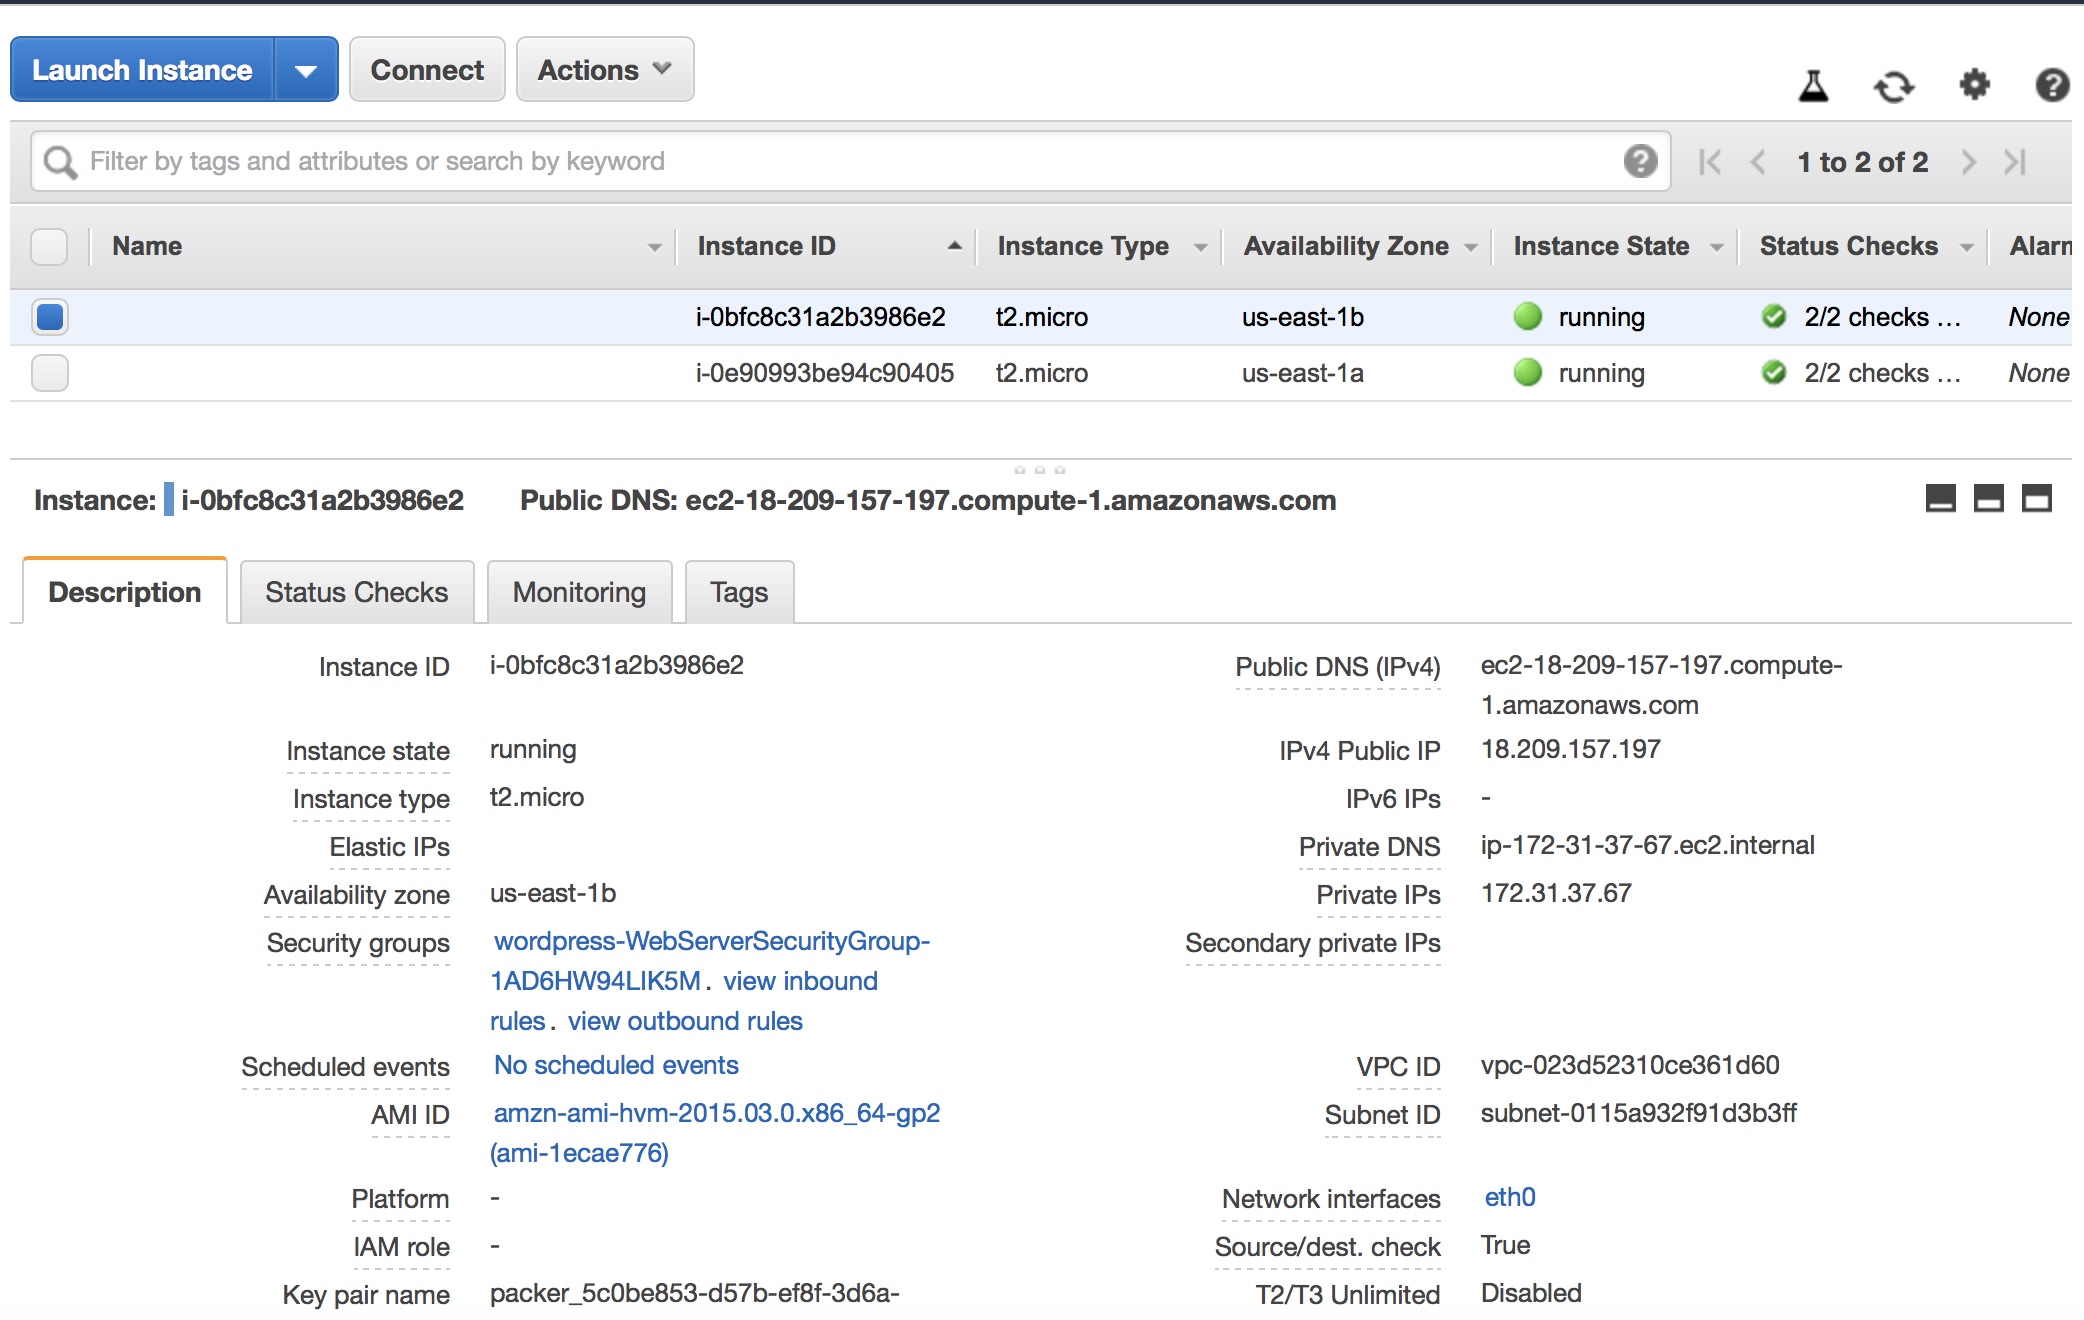 Launch Instance Connect Actions
Filter by tags and attributes or search by keyword 1 to 2 of 2
Name Instance ID Instance Type Availability Zone Instance State Status Checks Alarm
i-0bfc8c31a2b3986e2 t2.micro us-east-1b running 2/2 checks ... None
i-0e90993be94c90405 t2.micro us-east-1a running 2/2 checks ... None
Instance: i-0bfc8c31a2b3986e2 Public DNS: ec2-18-209-157-197.compute-1.amazonaws.com
Description Status Checks Monitoring Tags
Instance ID i-0bfc8c31a2b3986e2 Public DNS (IPv4) ec2-18-209-157-197.compute-
1.amazonaws.com
Instance state running IPv4 Public IP 18.209.157.197
Instance type t2.micro IPv6 IPs -
Elastic IPs Private DNS ip-172-31-37-67.ec2.internal
Availability zone us-east-1b Private IPs 172.31.37.67
Security groups wordpress-WebServerSecurityGroup- Secondary private IPs
1AD6HW94LIK5M. view inbound
rules. view outbound rules
Scheduled events No scheduled events VPC ID vpc-023d52310ce361d60
AMI ID amzn-ami-hvm-2015.03.0.x86_64-gp2 Subnet ID subnet-0115a932f91d3b3ff
(ami-1ecae776)
Platform - Network interfaces eth0
IAM role - Source/dest. check True
Key pair name packer_5c0be853-d57b-ef8f-3d6a- T2/T3 Unlimited Disabled